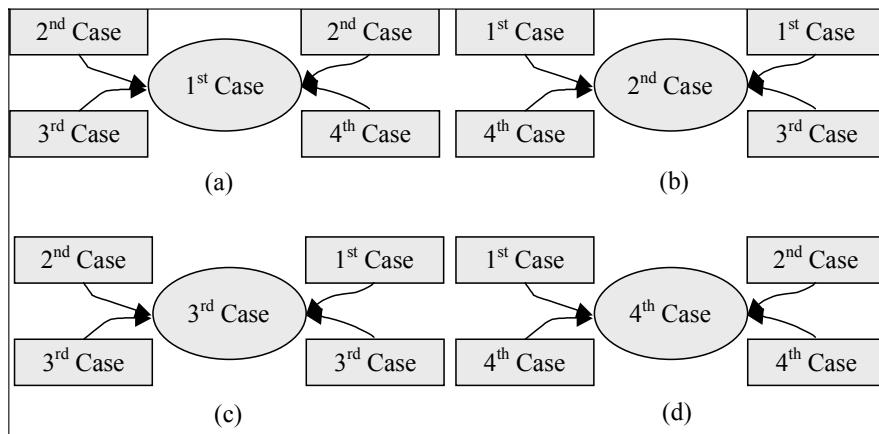 2nd Case 2nd Case 1st Case 1st Case
1st Case 2nd Case
3rd Case 4th Case 4th Case 3rd Case
(a) (b)
2nd Case 1st Case 1st Case 2nd Case
3rd Case 4th Case
3rd Case 3rd Case 4th Case 4th Case
(c) (d)